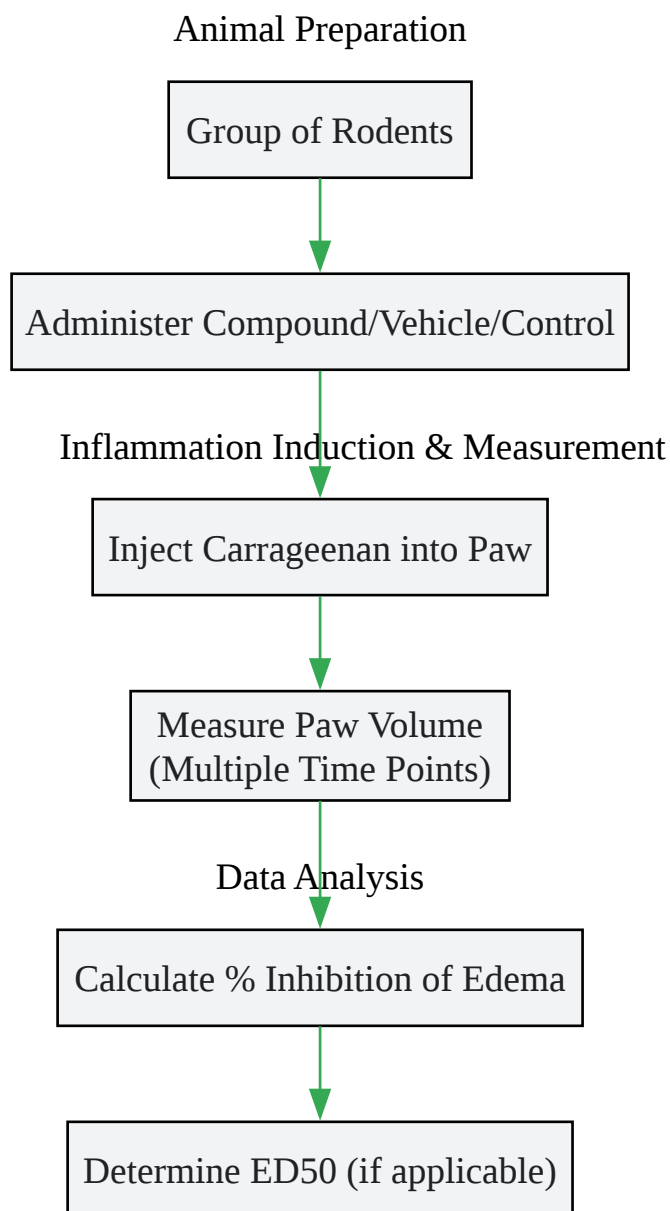 Animal Preparation
Group of Rodents
Administer Compound/Vehicle/Control
Inflammation Induction & Measurement
Inject Carrageenan into Paw
Measure Paw Volume
(Multiple Time Points)
Data Analysis
Calculate % Inhibition of Edema
Determine ED50 (if applicable)